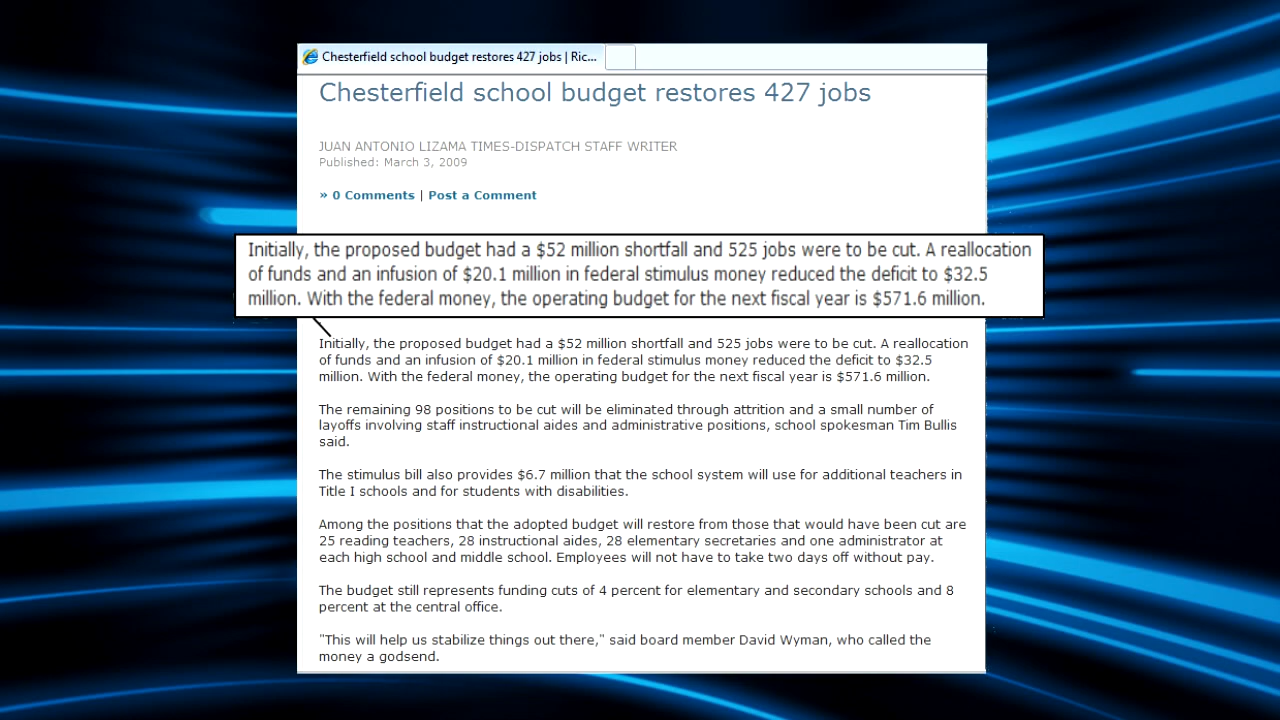 Chesterfield school budget restores 427 jobs | Ric...
Chesterfield school budget restores 427 jobs
JUAN ANTONIO LIZAMA TIMES-DISPATCH STAFF WRITER
Published: March 3, 2009
» 0 Comments | Post a Comment
Initially, the proposed budget had a $52 million shortfall and 525 jobs were to be cut. A reallocation
of funds and an infusion of $20.1 million in federal stimulus money reduced the deficit to $32.5
million. With the federal money, the operating budget for the next fiscal year is $571.6 million.
Initially, the proposed budget had a $52 million shortfall and 525 jobs were to be cut. A reallocation
of funds and an infusion of $20.1 million in federal stimulus money reduced the deficit to $32.5
million. With the federal money, the operating budget for the next fiscal year is $571.6 million.
The remaining 98 positions to be cut will be eliminated through attrition and a small number of
layoffs involving staff instructional aides and administrative positions, school spokesman Tim Bullis
said.
The stimulus bill also provides $6.7 million that the school system will use for additional teachers in
Title I schools and for students with disabilities.
Among the positions that the adopted budget will restore from those that would have been cut are
25 reading teachers, 28 instructional aides, 28 elementary secretaries and one administrator at
each high school and middle school. Employees will not have to take two days off without pay.
The budget still represents funding cuts of 4 percent for elementary and secondary schools and 8
percent at the central office.
"This will help us stabilize things out there," said board member David Wyman, who called the
money a godsend.